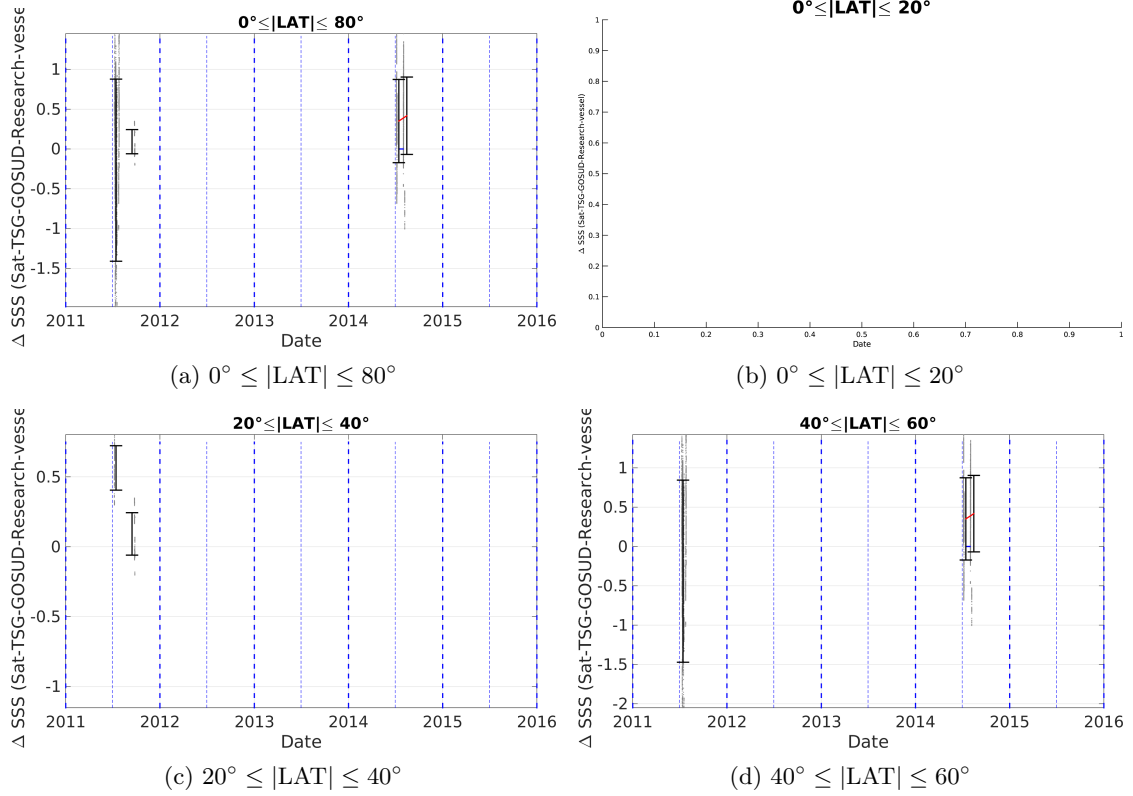 0°≤|LAT|≤ 80°
Δ SSS (Sat-TSG-GOSUD-Research-vesse
1
0.5
0
-0.5
-1
-1.5
2011 2012 2013 2014 2015 2016
Date
(a) 0° ≤ |LAT| ≤ 80°
0°≤|LAT|≤ 20°
Δ SSS (Sat-TSG-GOSUD-Research-vessel)
1
0.9
0.8
0.7
0.6
0.5
0.4
0.3
0.2
0.1
0
0 0.1 0.2 0.3 0.4 0.5 0.6 0.7 0.8 0.9 1
Date
(b) 0° ≤ |LAT| ≤ 20°
20°≤|LAT|≤ 40°
Δ SSS (Sat-TSG-GOSUD-Research-vesse
0.5
0
-0.5
-1
2011 2012 2013 2014 2015 2016
Date
(c) 20° ≤ |LAT| ≤ 40°
40°≤|LAT|≤ 60°
Δ SSS (Sat-TSG-GOSUD-Research-vesse
1
0.5
0
-0.5
-1
-1.5
-2
2011 2012 2013 2014 2015 2016
Date
(d) 40° ≤ |LAT| ≤ 60°